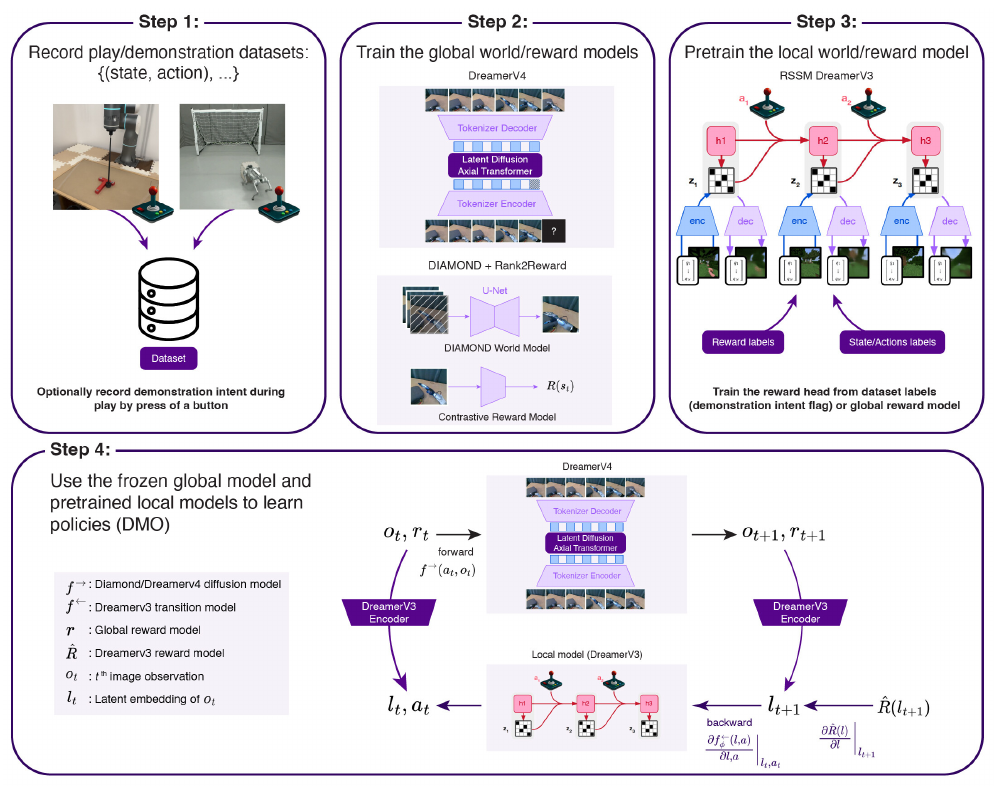 Step 1:
Record play/demonstration datasets:
{(state, action), ...}
Dataset
Optionally record demonstration intent during
play by press of a button
Step 2:
Train the global world/reward models
DreamerV4
Tokenizer Decoder
Latent Diffusion
Axial Transformer
Tokenizer Encoder
?
DIAMOND + Rank2Reward
U-Net
DIAMOND World Model
R(s_t)
Contrastive Reward Model
Step 3:
Pretrain the local world/reward model
RSSM DreamerV3
a_1 a_2
h1 h2 h3
z_1 z_2 z_3
enc dec enc dec enc dec
Reward labels
State/Actions labels
Train the reward head from dataset labels
(demonstration intent flag) or global reward model
Step 4:
Use the frozen global model and
pretrained local models to learn
policies (DMO)
f→ : Diamond/Dreamerv4 diffusion model
f← : Dreamerv3 transition model
r : Global reward model
R̂ : Dreamerv3 reward model
o_t : t^th image observation
l_t : Latent embedding of o_t
DreamerV4
Tokenizer Decoder
Latent Diffusion
Axial Transformer
Tokenizer Encoder
o_t, r_t
forward
f→(a_t, o_t)
o_{t+1}, r_{t+1}
DreamerV3
Encoder
DreamerV3
Encoder
Local model (DreamerV3)
a_1 a_2
h1 h2 h3
z_1 z_2 z_3
l_t, a_t
l_{t+1}
R̂(l_{t+1})
backward
∂f_ϕ←(l,a)/∂l,a |_{l_t,a_t}
∂R̂(l)/∂l |_{l_{t+1}}